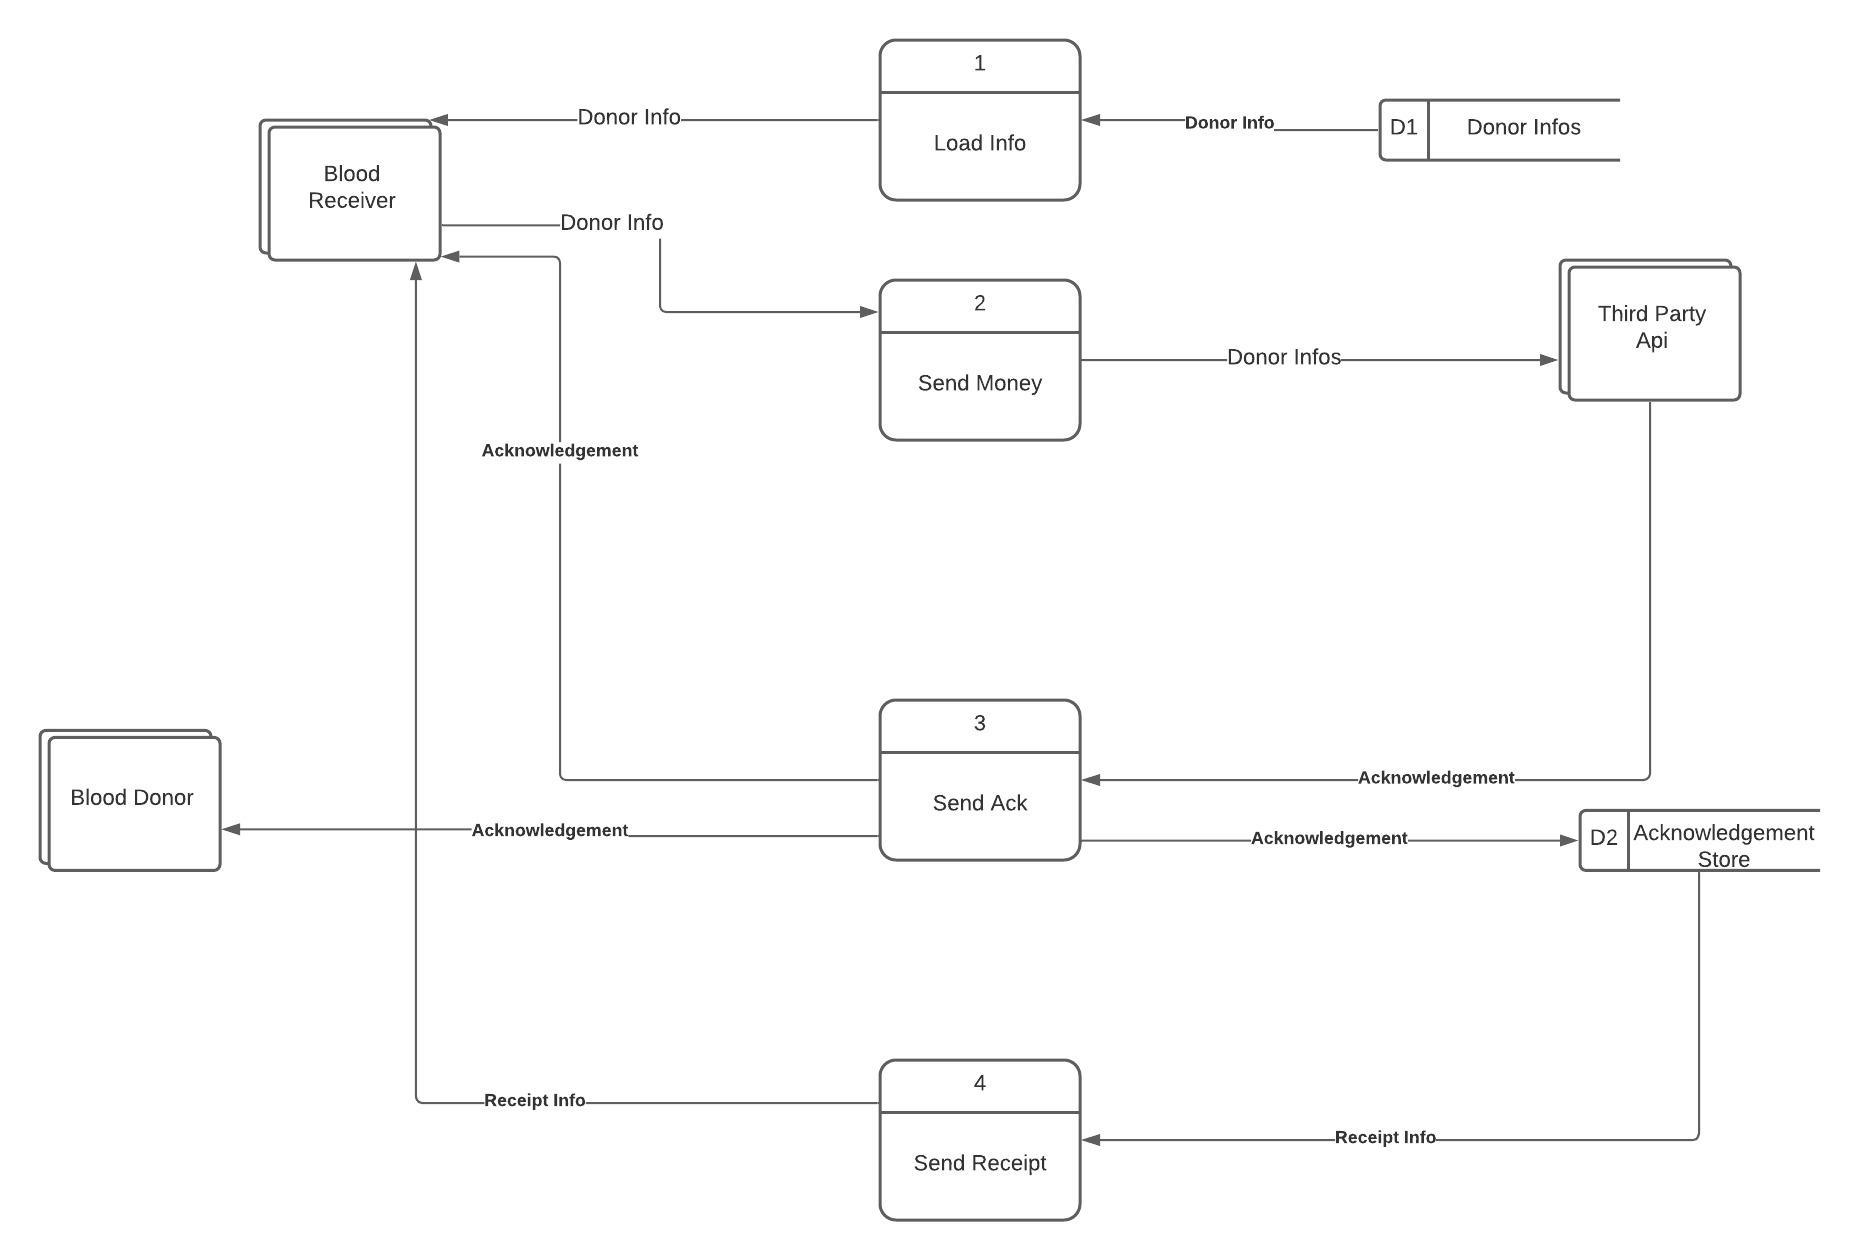 1
Load Info
Donor Info
Donor Info
D1
Donor Infos
Blood
Receiver
Donor Info
2
Send Money
Donor Infos
Third Party
Api
Acknowledgement
3
Send Ack
Acknowledgement
Blood Donor
Acknowledgement
Acknowledgement
D2
Acknowledgement
Store
4
Send Receipt
Receipt Info
Receipt Info